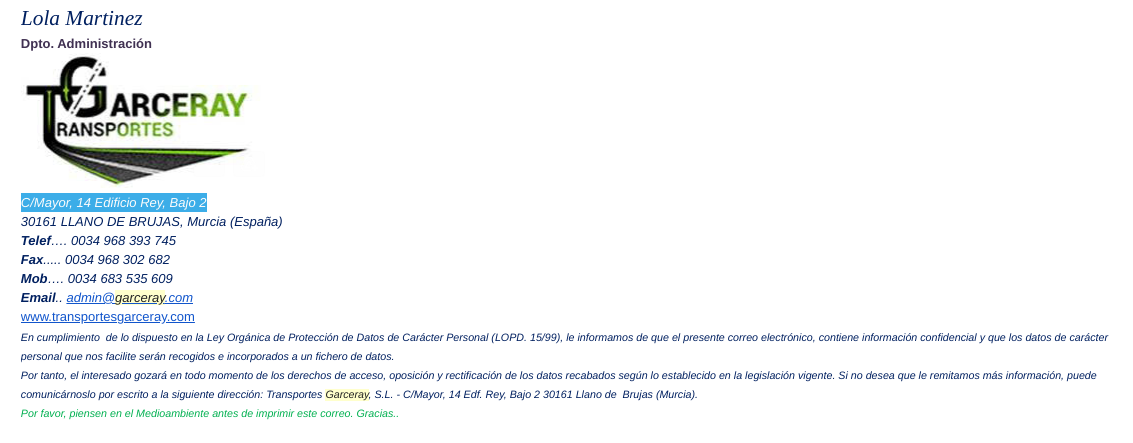 Lola Martinez
Dpto. Administración
GARCERAY
TRANSPORTES
C/Mayor, 14 Edificio Rey, Bajo 2
30161 LLANO DE BRUJAS, Murcia (España)
Telef…. 0034 968 393 745
Fax..... 0034 968 302 682
Mob…. 0034 683 535 609
Email.. admin@garceray.com
www.transportesgarceray.com
En cumplimiento  de lo dispuesto en la Ley Orgánica de Protección de Datos de Carácter Personal (LOPD. 15/99), le informamos de que el presente correo electrónico, contiene información confidencial y que los datos de carácter
personal que nos facilite serán recogidos e incorporados a un fichero de datos.
Por tanto, el interesado gozará en todo momento de los derechos de acceso, oposición y rectificación de los datos recabados según lo establecido en la legislación vigente. Si no desea que le remitamos más información, puede
comunicárnoslo por escrito a la siguiente dirección: Transportes Garceray, S.L. - C/Mayor, 14 Edf. Rey, Bajo 2 30161 Llano de  Brujas (Murcia).
Por favor, piensen en el Medioambiente antes de imprimir este correo. Gracias..